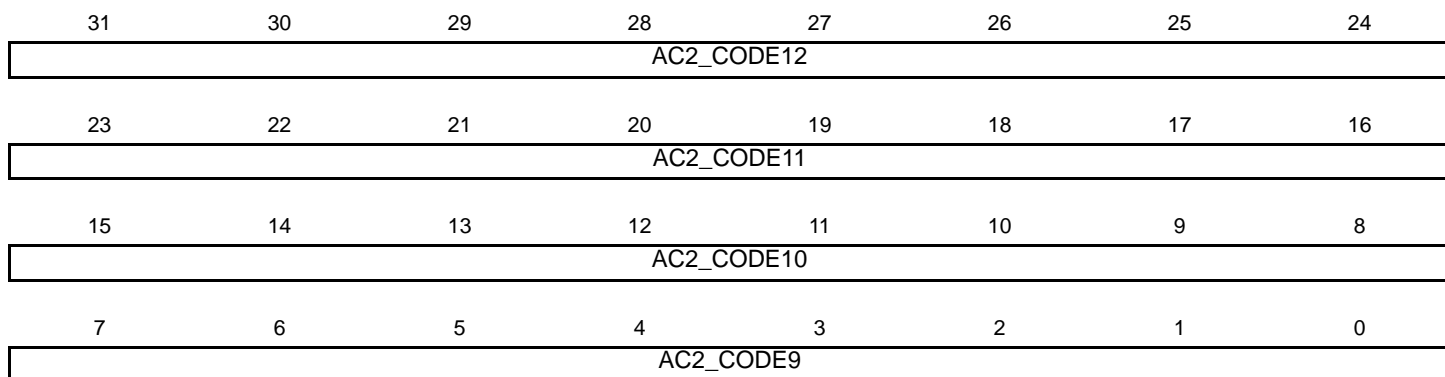 31 30 29 28 27 26 25 24
AC2_CODE12
23 22 21 20 19 18 17 16
AC2_CODE11
15 14 13 12 11 10 9 8
AC2_CODE10
7 6 5 4 3 2 1 0
AC2_CODE9